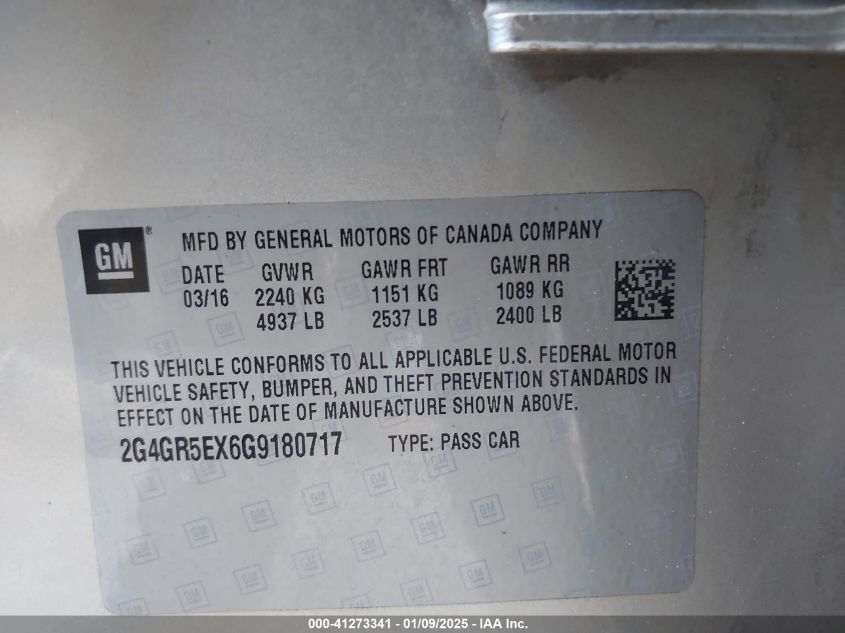 GM®
MFD BY GENERAL MOTORS OF CANADA COMPANY
DATE GVWR GAWR FRT GAWR RR
03/16 2240 KG 1151 KG 1089 KG
4937 LB 2537 LB 2400 LB
THIS VEHICLE CONFORMS TO ALL APPLICABLE U.S. FEDERAL MOTOR
VEHICLE SAFETY, BUMPER, AND THEFT PREVENTION STANDARDS IN
EFFECT ON THE DATE OF MANUFACTURE SHOWN ABOVE.
2G4GR5EX6G9180717 TYPE: PASS CAR
000-41273341 - 01/09/2025 - IAA Inc.